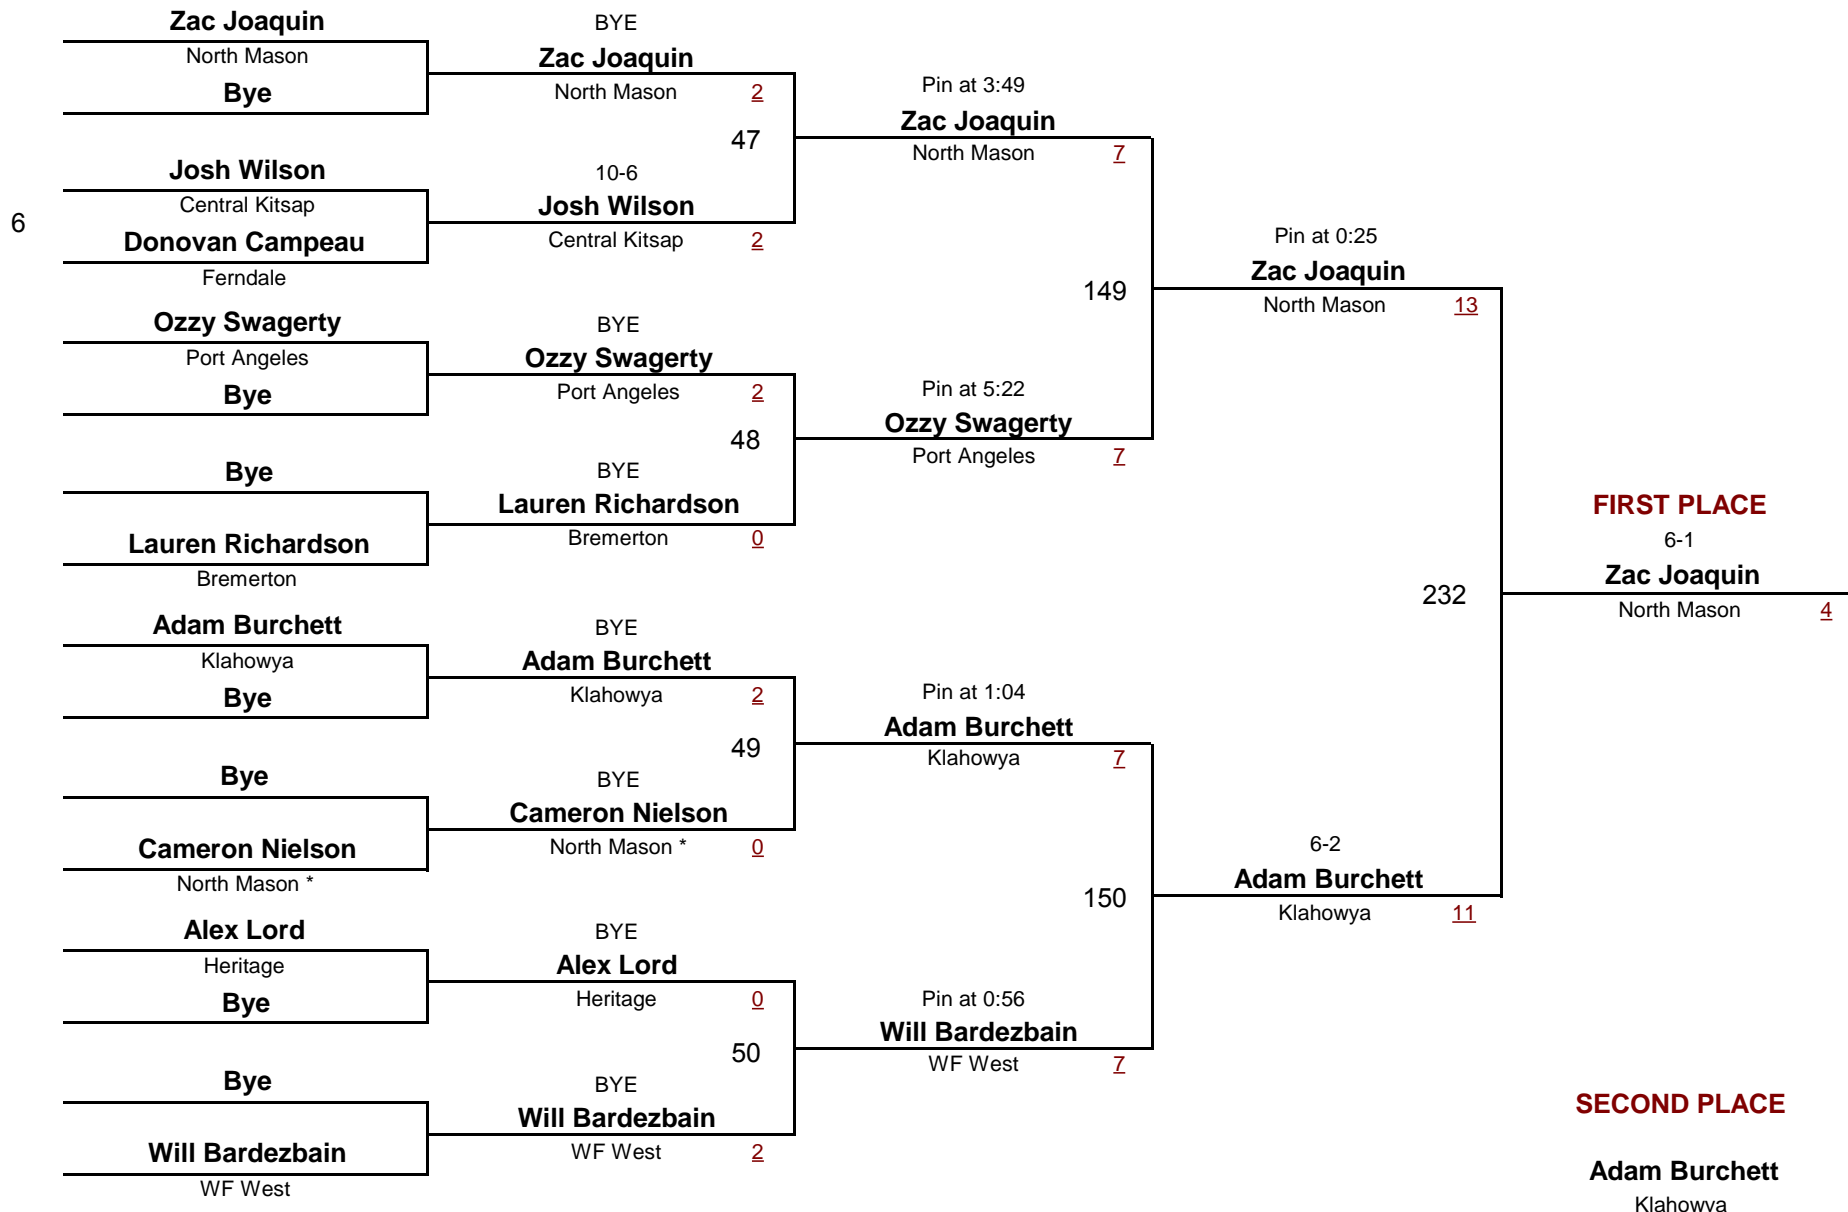 Zac Joaquin
North Mason
Bye
6
Josh Wilson
Central Kitsap
Donovan Campeau
Ferndale
Ozzy Swagerty
Port Angeles
Bye
Bye
Lauren Richardson
Bremerton
Adam Burchett
Klahowya
Bye
Bye
Cameron Nielson
North Mason *
Alex Lord
Heritage
Bye
Bye
Will Bardezbain
WF West
BYE
Zac Joaquin
North Mason 2
47
10-6
Josh Wilson
Central Kitsap 2
BYE
Ozzy Swagerty
Port Angeles 2
48
BYE
Lauren Richardson
Bremerton 0
BYE
Adam Burchett
Klahowya 2
49
BYE
Cameron Nielson
North Mason * 0
BYE
Alex Lord
Heritage 0
50
BYE
Will Bardezbain
WF West 2
Pin at 3:49
Zac Joaquin
North Mason 7
149
Pin at 5:22
Ozzy Swagerty
Port Angeles 7
Pin at 1:04
Adam Burchett
Klahowya 7
150
Pin at 0:56
Will Bardezbain
WF West 7
Pin at 0:25
Zac Joaquin
North Mason 13
232
6-2
Adam Burchett
Klahowya 11
FIRST PLACE
6-1
Zac Joaquin
North Mason 4
SECOND PLACE
Adam Burchett
Klahowya